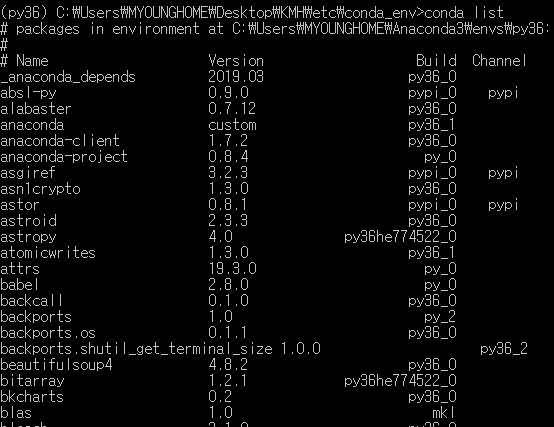 (py36) C:₩Users₩MYOUNGHOME₩Desktop₩KMH₩etc₩conda_env>conda list
# packages in environment at C:₩Users₩MYOUNGHOME₩Anaconda3₩envs₩py36:
#
# Name Version Build Channel
_anaconda_depends 2019.03 py36_0
absl-py 0.9.0 pypi_0 pypi
alabaster 0.7.12 py36_0
anaconda custom py36_1
anaconda-client 1.7.2 py36_0
anaconda-project 0.8.4 py_0
asgiref 3.2.3 pypi_0 pypi
asn1crypto 1.3.0 py36_0
astor 0.8.1 pypi_0 pypi
astroid 2.3.3 py36_0
astropy 4.0 py36he774522_0
atomicwrites 1.3.0 py36_1
attrs 19.3.0 py_0
babel 2.8.0 py_0
backcall 0.1.0 py36_0
backports 1.0 py_2
backports.os 0.1.1 py36_0
backports.shutil_get_terminal_size 1.0.0 py36_2
beautifulsoup4 4.8.2 py36_0
bitarray 1.2.1 py36he774522_0
bkcharts 0.2 py36_0
blas 1.0 mkl